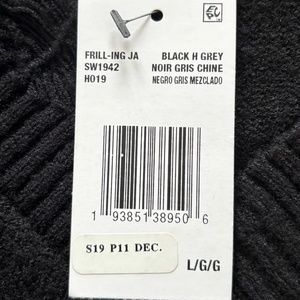 FRILL-ING JA
SW1942
H019
BLACK H GREY
NOIR GRIS CHINE
NEGRO GRIS MEZCLADO
1 93851 38950 6
S19 P11 DEC.
L/G/G